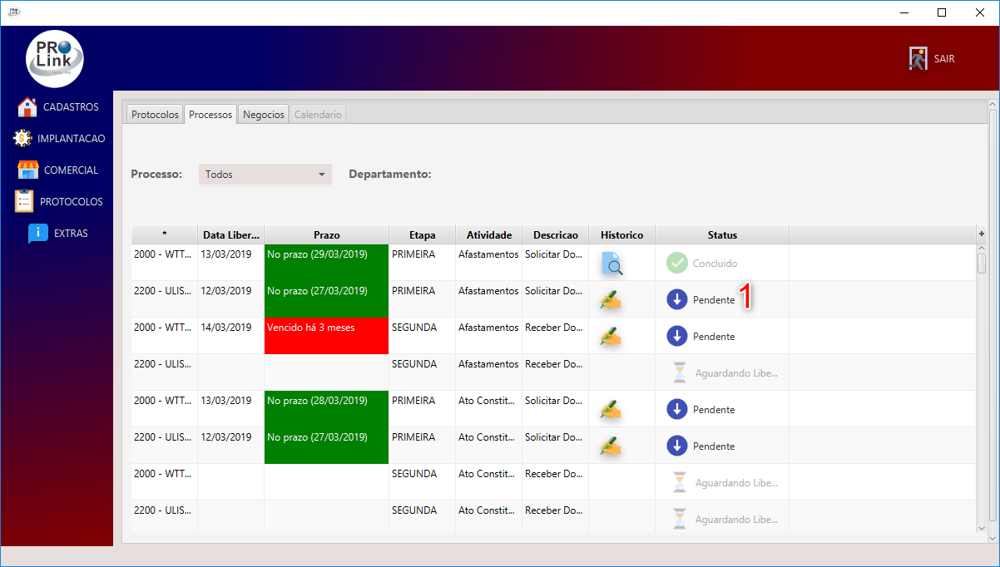 PRO Link
SAIR
CADASTROS
IMPLANTACAO
COMERCIAL
PROTOCOLOS
EXTRAS
Protocolos Processos Negocios Calendario
Processo: Todos Departamento:
* Data Liber... Prazo Etapa Atividade Descricao Historico Status +
2000 - WTT... 13/03/2019 No prazo (29/03/2019) PRIMEIRA Afastamentos Solicitar Do... Concluido
2200 - ULIS... 12/03/2019 No prazo (27/03/2019) PRIMEIRA Afastamentos Solicitar Do... Pendente 1
2000 - WTT... 14/03/2019 Vencido há 3 meses SEGUNDA Afastamentos Receber Do... Pendente
2200 - ULIS... SEGUNDA Afastamentos Receber Do... Aguardando Libe...
2000 - WTT... 13/03/2019 No prazo (28/03/2019) PRIMEIRA Ato Constit... Solicitar Do... Pendente
2200 - ULIS... 12/03/2019 No prazo (27/03/2019) PRIMEIRA Ato Constit... Solicitar Do... Pendente
2000 - WTT... SEGUNDA Ato Constit... Receber Do... Aguardando Libe...
2200 - ULIS... SEGUNDA Ato Constit... Receber Do... Aguardando Libe...